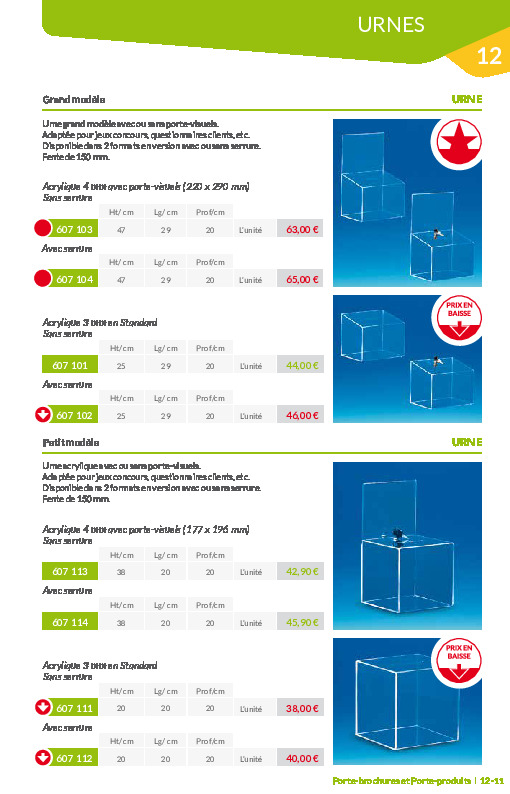 URNES
12
Grand modèle
URNE
Urne grand modèle avec ou sans porte-visuels.
Adaptée pour jeux concours, questionnaires clients, etc.
Disponible dans 2 formats en version avec ou sans serrure.
Fente de 150 mm.
Acrylique 4 mm avec porte-visuels (220 x 290 mm)
Sans serrure
Ht/cm Lg/cm Prof/cm
607 103 47 29 20 L'unité 63,00 €
Avec serrure
Ht/cm Lg/cm Prof/cm
607 104 47 29 20 L'unité 65,00 €
PRIX EN
BAISSE
Acrylique 3 mm en Standard
Sans serrure
Ht/cm Lg/cm Prof/cm
607 101 25 29 20 L'unité 44,00 €
Avec serrure
Ht/cm Lg/cm Prof/cm
607 102 25 29 20 L'unité 46,00 €
Petit modèle
URNE
Urne acrylique avec ou sans porte-visuels.
Adaptée pour jeux concours, questionnaires clients, etc.
Disponible dans 2 formats en version avec ou sans serrure.
Fente de 150 mm.
Acrylique 4 mm avec porte-visuels (177 x 196 mm)
Sans serrure
Ht/cm Lg/cm Prof/cm
607 113 38 20 20 L'unité 42,90 €
Avec serrure
Ht/cm Lg/cm Prof/cm
607 114 38 20 20 L'unité 45,90 €
PRIX EN
BAISSE
Acrylique 3 mm en Standard
Sans serrure
Ht/cm Lg/cm Prof/cm
607 111 20 20 20 L'unité 38,00 €
Avec serrure
Ht/cm Lg/cm Prof/cm
607 112 20 20 20 L'unité 40,00 €
Porte-brochures et Porte-produits | 12-11